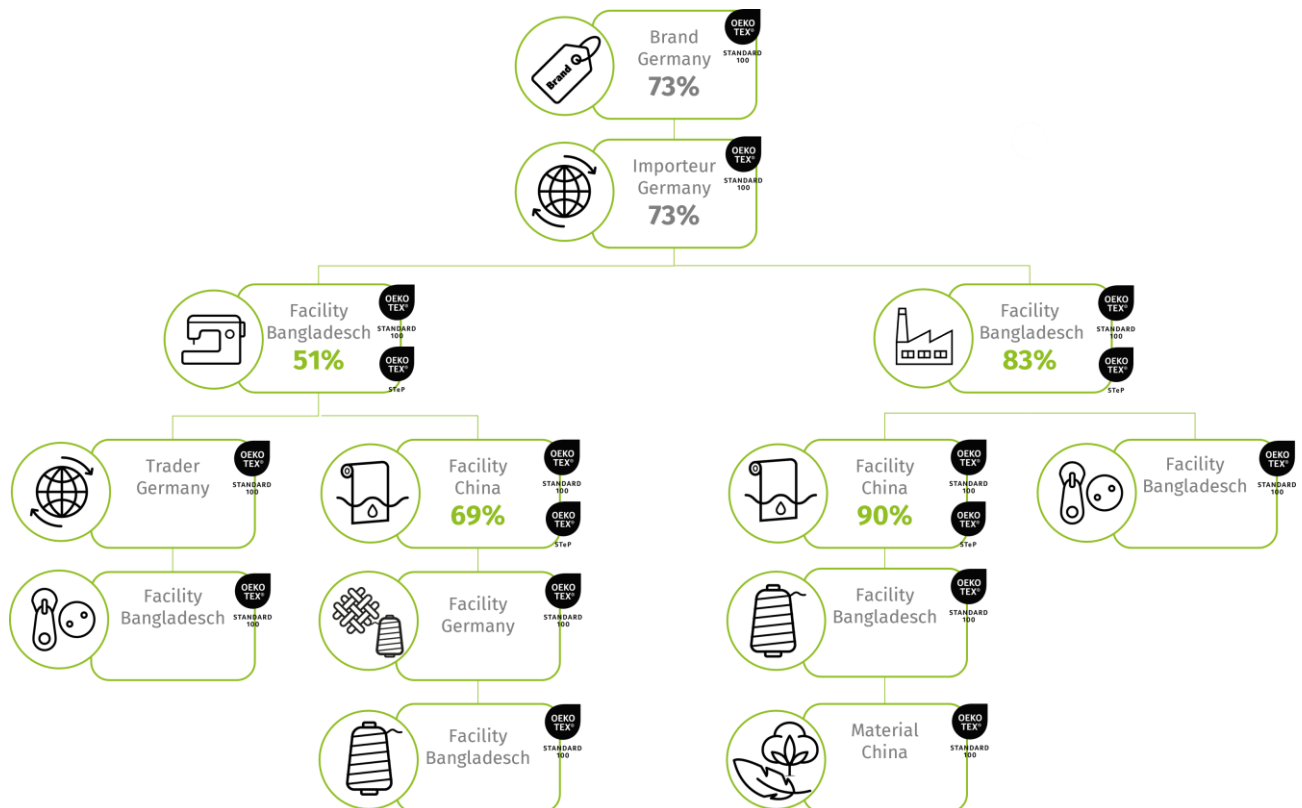 Brand
Germany
73%
Brand
OEKO
TEX®
STANDARD
100
Importeur
Germany
73%
OEKO
TEX®
STANDARD
100
Facility
Bangladesch
51%
OEKO
TEX®
STANDARD
100
OEKO
TEX®
STeP
Facility
Bangladesch
83%
OEKO
TEX®
STANDARD
100
OEKO
TEX®
STeP
Trader
Germany
OEKO
TEX®
STANDARD
100
Facility
China
69%
OEKO
TEX®
STANDARD
100
OEKO
TEX®
STeP
Facility
China
90%
OEKO
TEX®
STANDARD
100
OEKO
TEX®
STeP
Facility
Bangladesch
OEKO
TEX®
STANDARD
100
Facility
Bangladesch
OEKO
TEX®
STANDARD
100
Facility
Germany
OEKO
TEX®
STANDARD
100
Facility
Bangladesch
OEKO
TEX®
STANDARD
100
Facility
Bangladesch
OEKO
TEX®
STANDARD
100
Material
China
OEKO
TEX®
STANDARD
100